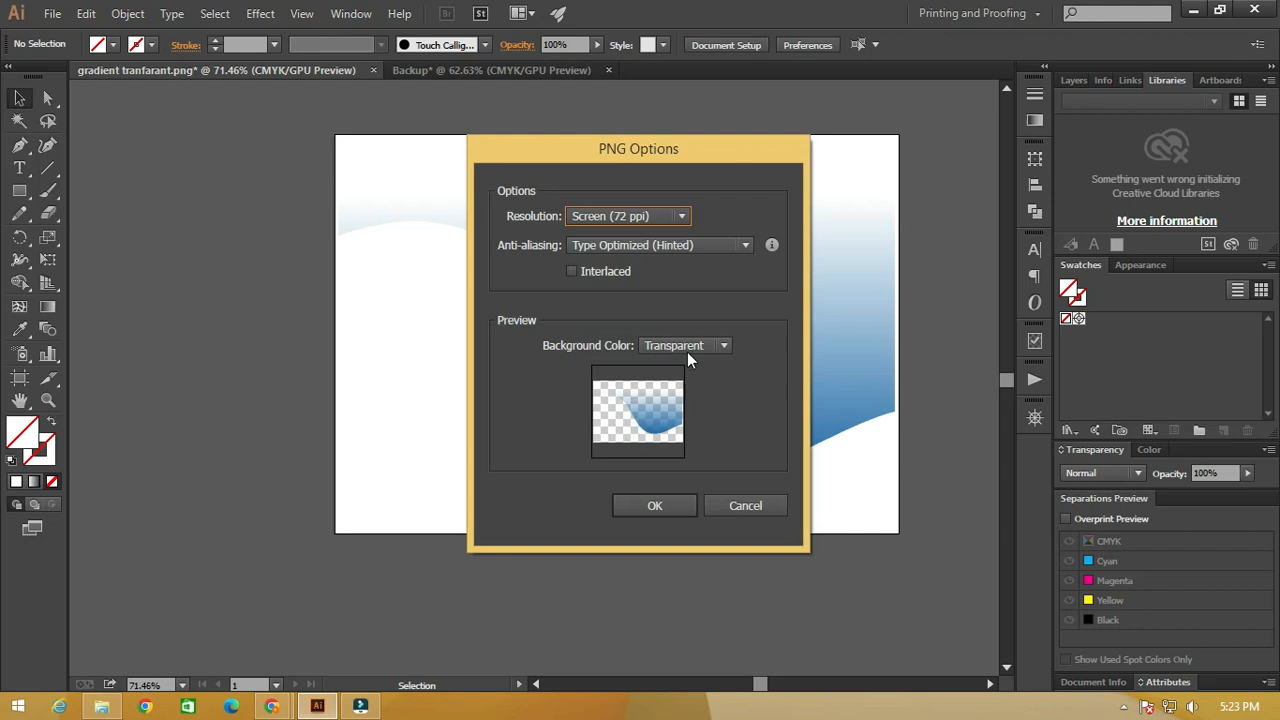 Ai File Edit Object Type Select Effect View Window Help Br St Printing and Proofing
No Selection Stroke: Touch Callig... Opacity: 100% Style: Document Setup Preferences
gradient tranfarant.png* @ 71.46% (CMYK/GPU Preview) × Backup* @ 62.63% (CMYK/GPU Preview) ×
Layers Info Links Libraries Artboards
PNG Options
Options
Resolution: Screen (72 ppi)
Anti-aliasing: Type Optimized (Hinted)
Interlaced
Preview
Background Color: Transparent
OK Cancel
Something went wrong initializing
Creative Cloud Libraries
More information
St
Swatches Appearance
Transparency Color
Normal Opacity: 100%
Separations Preview
Overprint Preview
CMYK
Cyan
Magenta
Yellow
Black
Show Used Spot Colors Only
Document Info Attributes
71.46% 1 Selection
5:23 PM